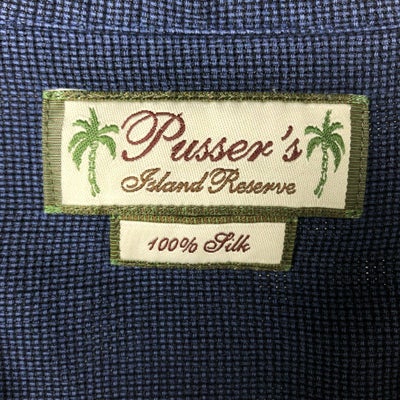 Pusser's
Island Reserve
100% Silk